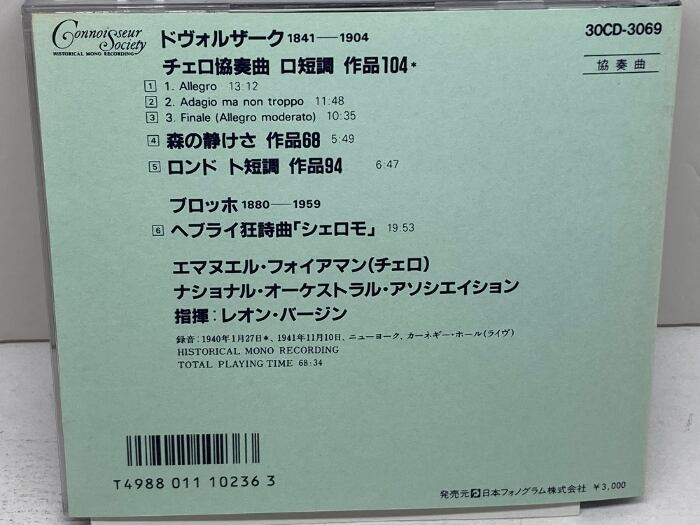 Connoisseur
Society
HISTORICAL MONO RECORDING
30CD-3069
協奏曲
ドヴォルザーク 1841—1904
チェロ協奏曲 ロ短調 作品104*
1 1. Allegro 13:12
2 2. Adagio ma non troppo 11:48
3 3. Finale (Allegro moderato) 10:35
4 森の静けさ 作品68 5:49
5 ロンド ト短調 作品94 6:47
ブロッホ 1880—1959
6 ヘブライ狂詩曲「シェロモ」 19:53
エマヌエル・フォイアマン(チェロ)
ナショナル・オーケストラル・アソシエイション
指揮:レオン・バージン
録音:1940年1月27日*、1941年11月10日、ニューヨーク、カーネギー・ホール(ライヴ)
HISTORICAL MONO RECORDING
TOTAL PLAYING TIME 68:34
T4988 011 10236 3
発売元 日本フォノグラム株式会社 ¥3,000